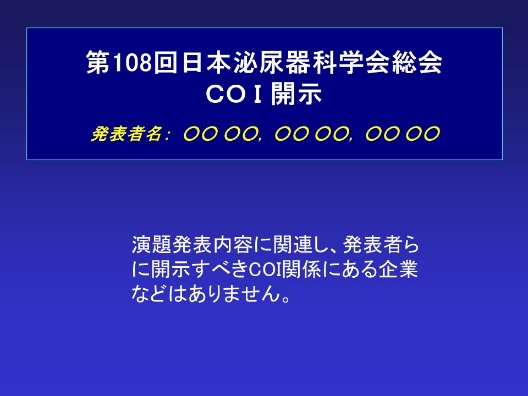 第108回日本泌尿器科学会総会
ＣＯＩ開示
発表者名： 〇〇 〇〇， 〇〇 〇〇， 〇〇 〇〇
演題発表内容に関連し、発表者ら
に開示すべきCOI関係にある企業
などはありません。